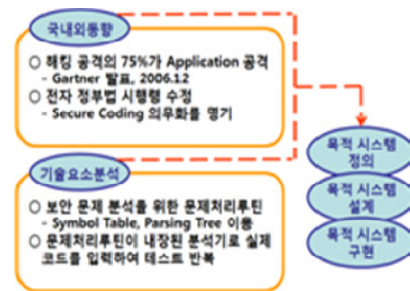 국내외동향
○ 해킹 공격의 75%가 Application 공격
- Gartner 발표, 2006.12
○ 전자 정부법 시행령 수정
- Secure Coding 의무화를 명기
기술요소분석
○ 보안 문제 분석을 위한 문제처리루틴
- Symbol Table, Parsing Tree 이용
○ 문제처리루틴이 내장된 분석기로 실제
코드를 입력하여 테스트 반복
목적 시스템
정의
목적 시스템
설계
목적 시스템
구현